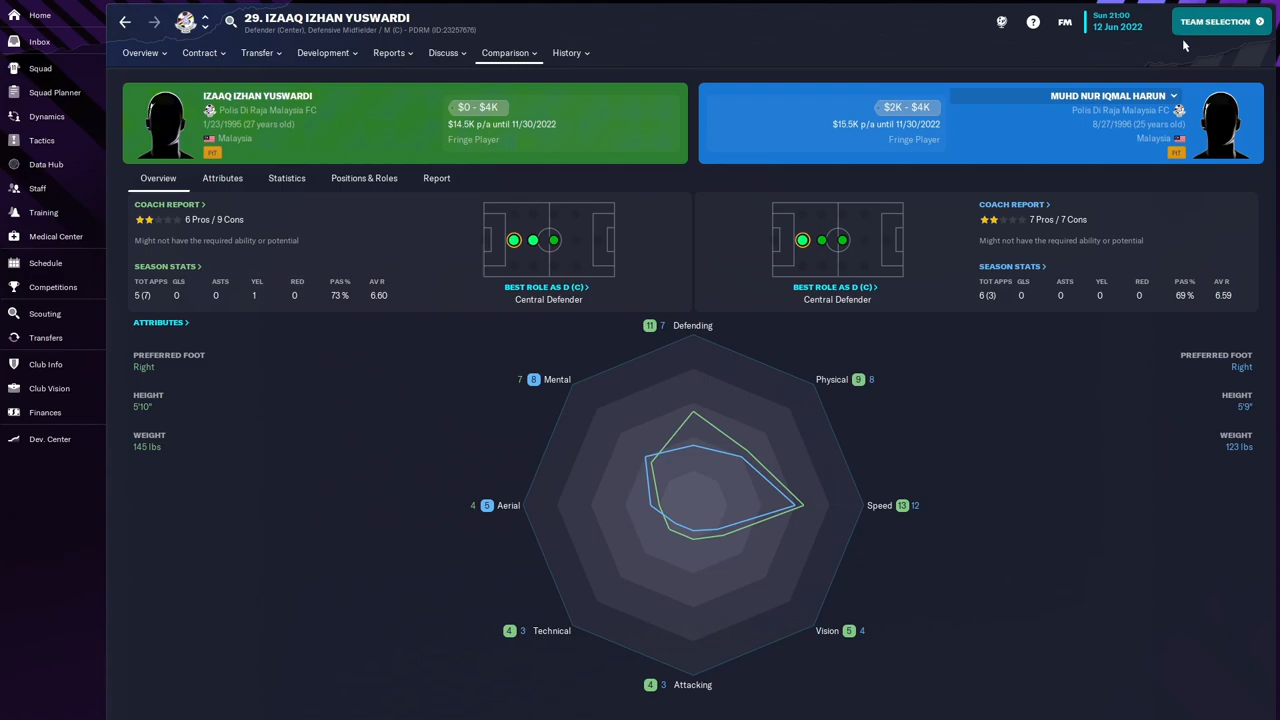 Home
Inbox
Squad
Squad Planner
Dynamics
Tactics
Data Hub
Staff
Training
Medical Center
Schedule
Competitions
Scouting
Transfers
Club Info
Club Vision
Finances
Dev. Center
29. IZAAQ IZHAN YUSWARDI
Defender (Center), Defensive Midfielder / M (C) - PDRM (ID:23257676)
FM
Sun 21:00
12 Jun 2022
TEAM SELECTION
Overview Contract Transfer Development Reports Discuss Comparison History
IZAAQ IZHAN YUSWARDI
Polis Di Raja Malaysia FC
1/23/1995 (27 years old)
Malaysia
INT
$0 - $4K
$14.5K p/a until 11/30/2022
Fringe Player
$2K - $4K
$15.5K p/a until 11/30/2022
Fringe Player
MUHD NUR IQMAL HARUN
Polis Di Raja Malaysia FC
8/27/1996 (25 years old)
Malaysia
INT
Overview Attributes Statistics Positions & Roles Report
COACH REPORT >
6 Pros / 9 Cons
Might not have the required ability or potential
SEASON STATS >
TOT APPS GLS ASTS YEL RED PAS % AV R
5 (7) 0 0 1 0 73 % 6.60
BEST ROLE AS D (C) >
Central Defender
BEST ROLE AS D (C) >
Central Defender
COACH REPORT >
7 Pros / 7 Cons
Might not have the required ability or potential
SEASON STATS >
TOT APPS GLS ASTS YEL RED PAS % AV R
6 (3) 0 0 0 0 69 % 6.59
ATTRIBUTES >
PREFERRED FOOT
Right
HEIGHT
5'10"
WEIGHT
145 lbs
11 7 Defending
7 8 Mental
Physical 9 8
4 5 Aerial
Speed 13 12
4 3 Technical
Vision 5 4
4 3 Attacking
PREFERRED FOOT
Right
HEIGHT
5'9"
WEIGHT
123 lbs